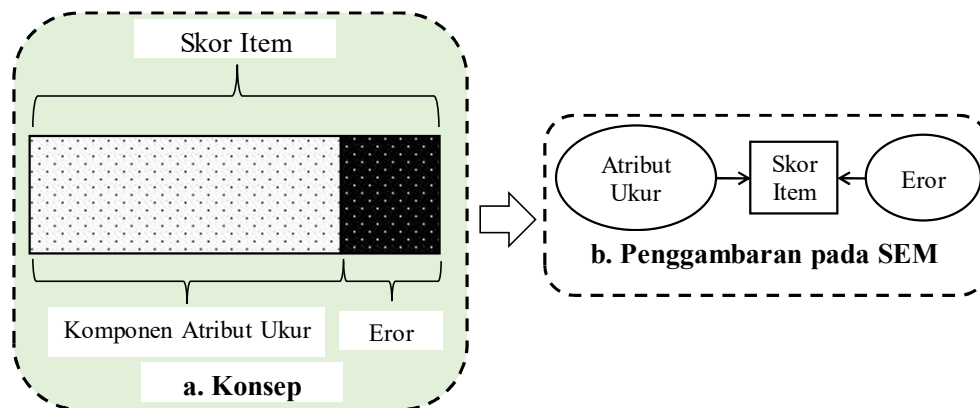 Skor Item
Komponen Atribut Ukur
Eror
a. Konsep
Atribut
Ukur
Skor
Item
Eror
b. Penggambaran pada SEM